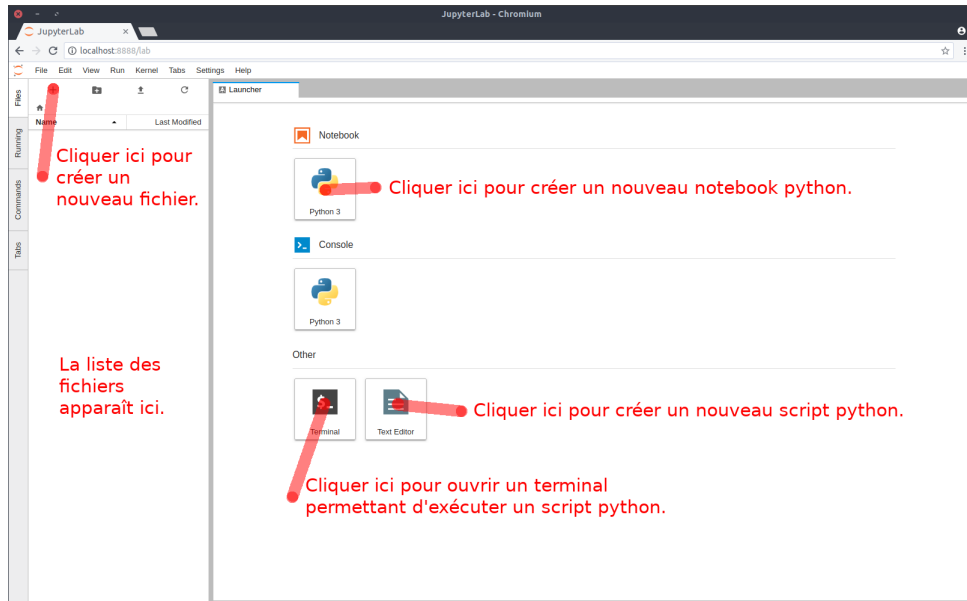 JupyterLab - Chromium
JupyterLab ×
localhost:8888/lab
File Edit View Run Kernel Tabs Settings Help
Files
Running
Commands
Tabs
Name Last Modified
Cliquer ici pour
créer un
nouveau fichier.
La liste des
fichiers
apparaît ici.
Launcher
Notebook
Python 3
Cliquer ici pour créer un nouveau notebook python.
Console
Python 3
Other
Terminal Text Editor
Cliquer ici pour créer un nouveau script python.
Cliquer ici pour ouvrir un terminal
permettant d'exécuter un script python.